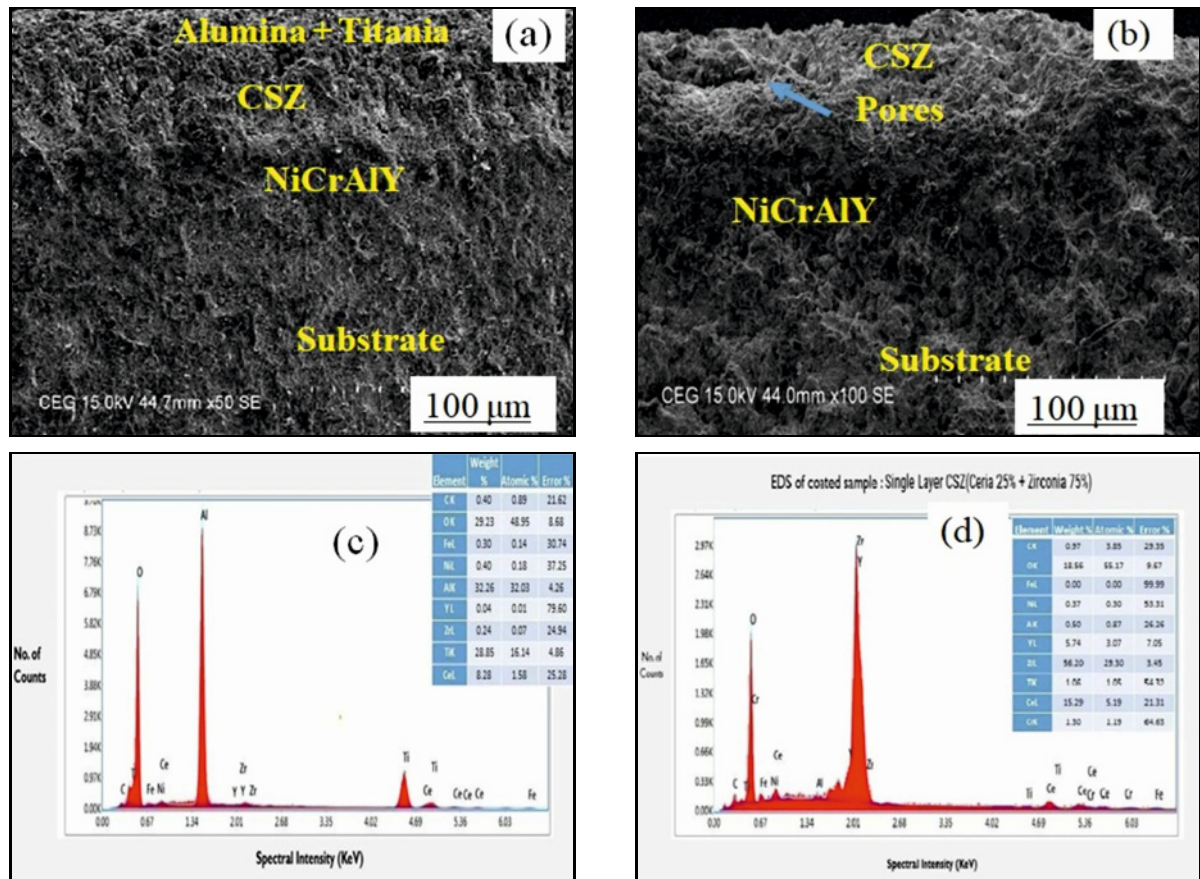 Alumina + Titania
(a)
CSZ
NiCrAlY
Substrate
CEG 15.0kV 44.7mm x50 SE
100 μm
(b)
CSZ
Pores
NiCrAlY
Substrate
CEG 15.0kV 44.0mm x100 SE
100 μm
(c)
Element Weight % Atomic % Error %
CK 0.40 0.89 21.62
OK 29.23 48.95 8.68
FeL 0.30 0.14 30.74
NiL 0.40 0.18 37.25
AlK 32.26 32.03 4.26
YL 0.04 0.01 79.60
ZrL 0.24 0.07 24.94
TiK 28.85 16.14 4.86
CeL 8.28 1.58 25.28
8.73K
7.76K
6.79K
5.82K
4.85K
3.88K
2.91K
1.94K
0.97K
0.00K
No. of
Counts
O
Al
C
Fe
Ni
Ce
Zr
Y Y Zr
Ti
Ti
Ce
Ce Ce Ce
Fe
0.00 0.67 1.34 2.01 2.68 3.35 4.02 4.69 5.36 6.03
Spectral Intensity (KeV)
EDS of coated sample : Single Layer CSZ(Ceria 25% + Zirconia 75%)
(d)
Element Weight % Atomic % Error %
CK 0.97 3.85 29.35
OK 18.56 55.17 9.67
FeL 0.00 0.00 99.99
NiL 0.37 0.30 53.31
0.87 26.26
YL 5.74 3.07 7.05
29.30 3.45
1.05
CeL 15.29 5.19 21.31
CrK 1.30 1.19 64.63
2.97K
2.64K
2.31K
1.98K
1.65K
1.32K
0.99K
0.66K
0.33K
0.00K
No. of
Counts
O
Cr
Zr
Y
C
Fe
Ni
Ce
Al
Zr
Ti
Ti
Ce
Ce
Ce
Cr
Ce
Cr
Fe
0.00 0.67 1.34 2.01 2.68 3.35 4.02 4.69 5.36 6.03
Spectral Intensity (KeV)